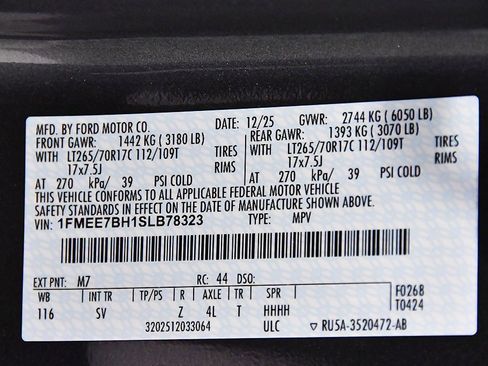 MFD. BY FORD MOTOR CO. DATE: 12/25 GVWR: 2744 KG ( 6050 LB)
FRONT GAWR: 1442 KG ( 3180 LB) REAR GAWR: 1393 KG ( 3070 LB)
WITH LT265/70R17C 112/109T TIRES WITH LT265/70R17C 112/109T TIRES
17x7.5J RIMS 17x7.5J RIMS
AT 270 kPa/ 39 PSI COLD AT 270 kPa/ 39 PSI COLD
THIS VEHICLE CONFORMS TO ALL APPLICABLE FEDERAL MOTOR VEHICLE
SAFETY STANDARDS IN EFFECT ON THE DATE OF MANUFACTURE SHOWN ABOVE.
VIN: 1FMEE7BH1SLB78323 TYPE: MPV
EXT PNT: M7 RC: 44 DSO: F0268
WB INT TR TP/PS R AXLE TR SPR T0424
116 SV Z 4L T HHHH
3202512033064 ULC ▽ RU5A-3520472-AB